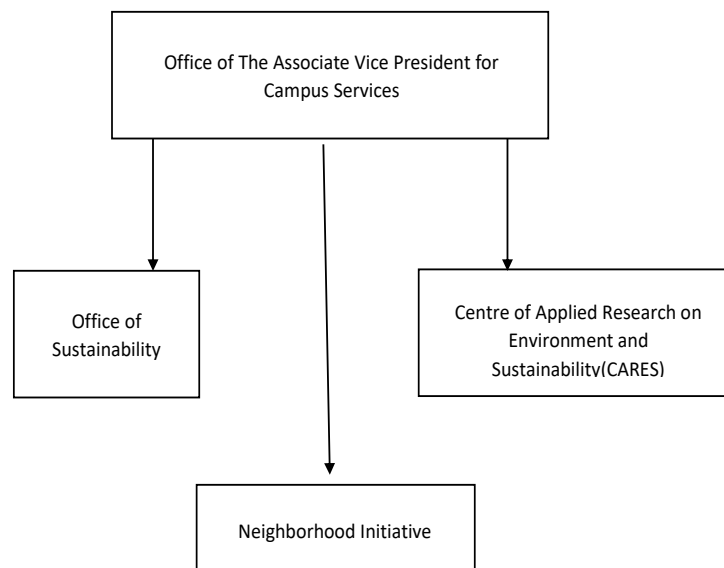 Office of The Associate Vice President for
Campus Services
Office of
Sustainability
Centre of Applied Research on
Environment and
Sustainability(CARES)
Neighborhood Initiative